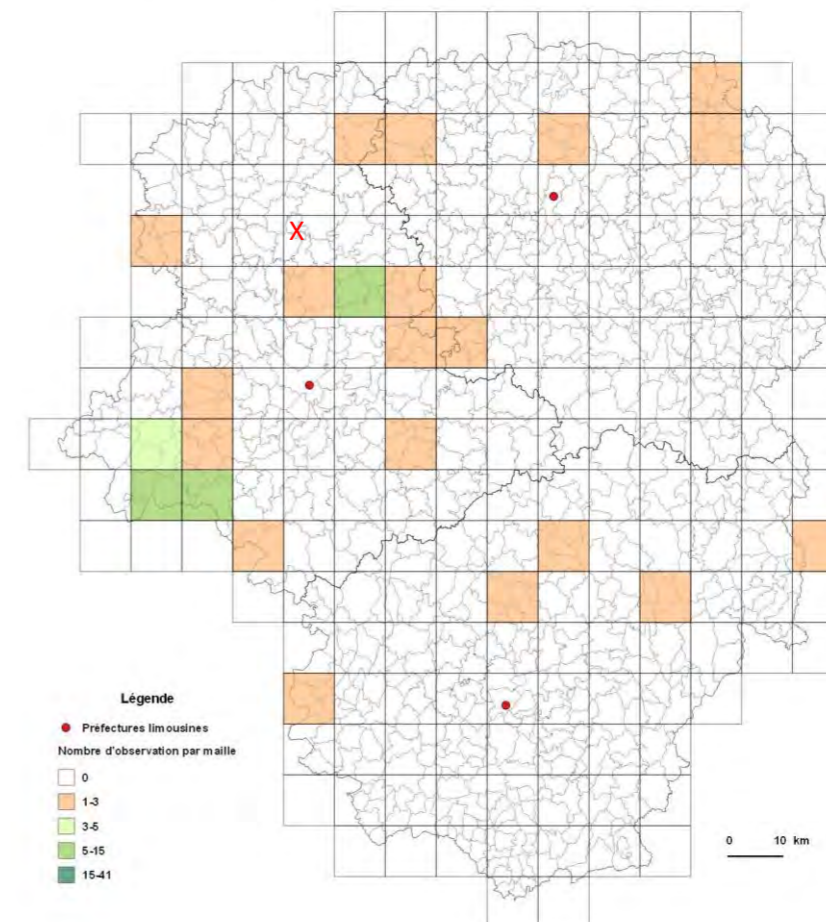 X
Légende
Préfectures limousines
Nombre d'observation par maille
0
1-3
3-5
5-15
15-41
0 10 km